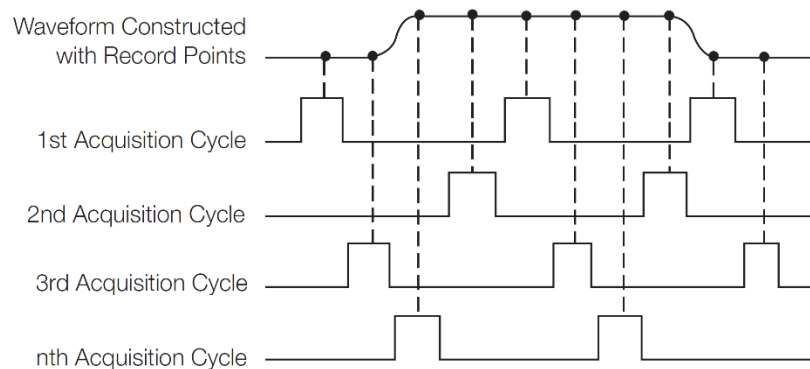 Waveform Constructed
with Record Points
1st Acquisition Cycle
2nd Acquisition Cycle
3rd Acquisition Cycle
nth Acquisition Cycle